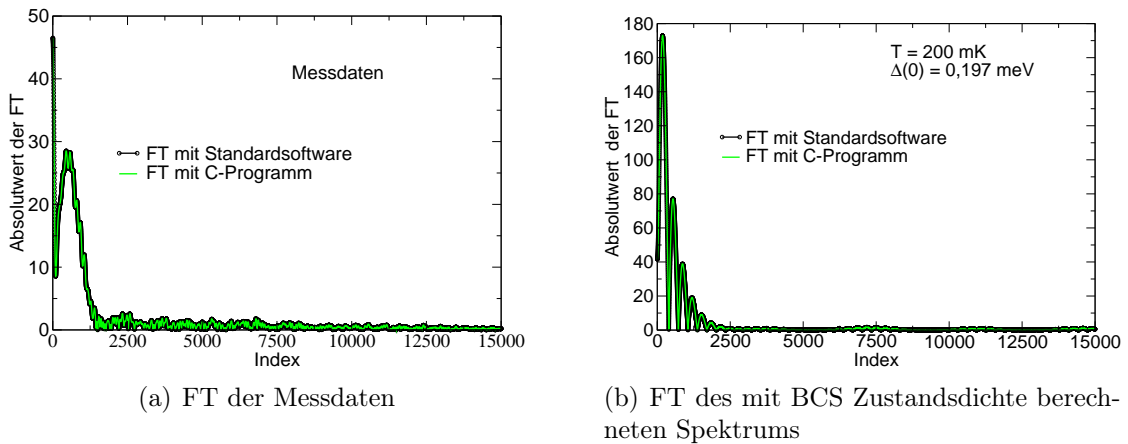 50
40
30
20
10
0
Absolutwert der FT
Messdaten
FT mit Standardsoftware
FT mit C-Programm
0 2500 5000 7500 10000 12500 15000
Index
(a) FT der Messdaten
180
160
140
120
100
80
60
40
20
0
Absolutwert der FT
T = 200 mK
Δ(0) = 0,197 meV
FT mit Standardsoftware
FT mit C-Programm
0 2500 5000 7500 10000 12500 15000
Index
(b) FT des mit BCS Zustandsdichte berech-
neten Spektrums